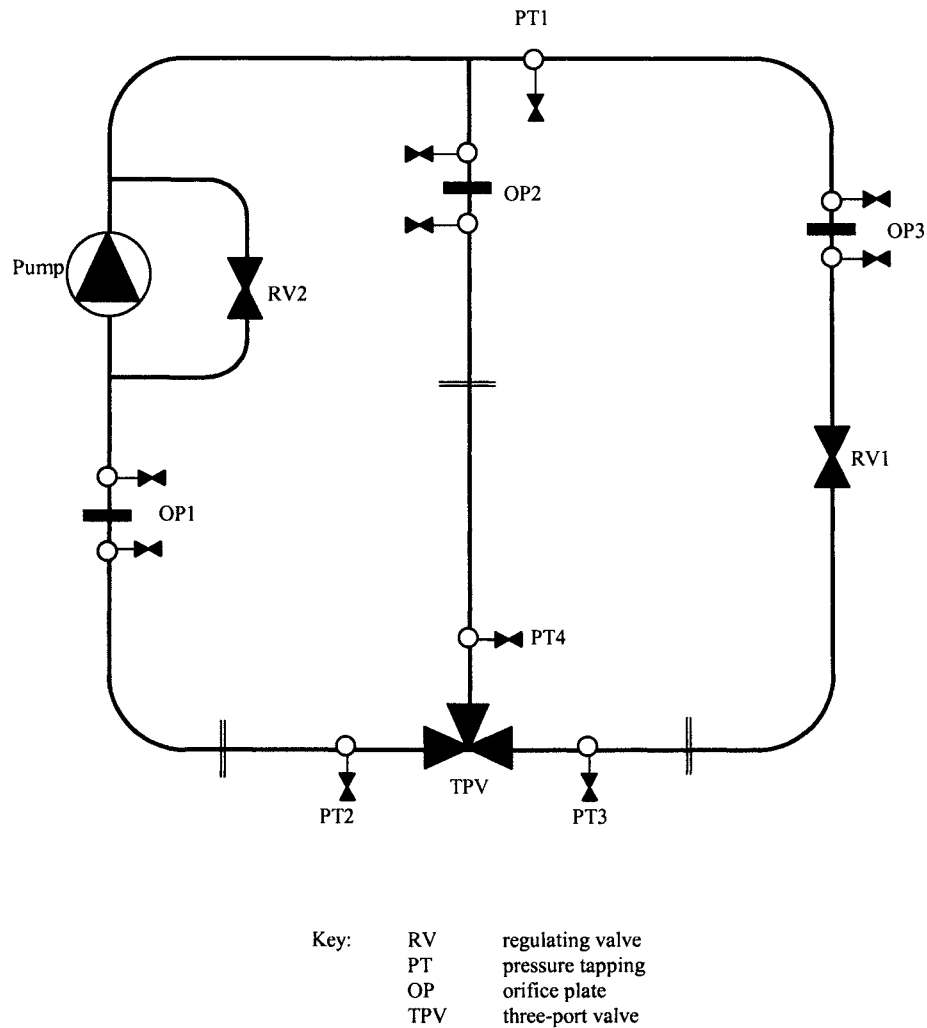 PT1
OP2
OP3
Pump
RV2
RV1
OP1
PT4
TPV
PT2
PT3
Key: RV regulating valve
PT pressure tapping
OP orifice plate
TPV three-port valve